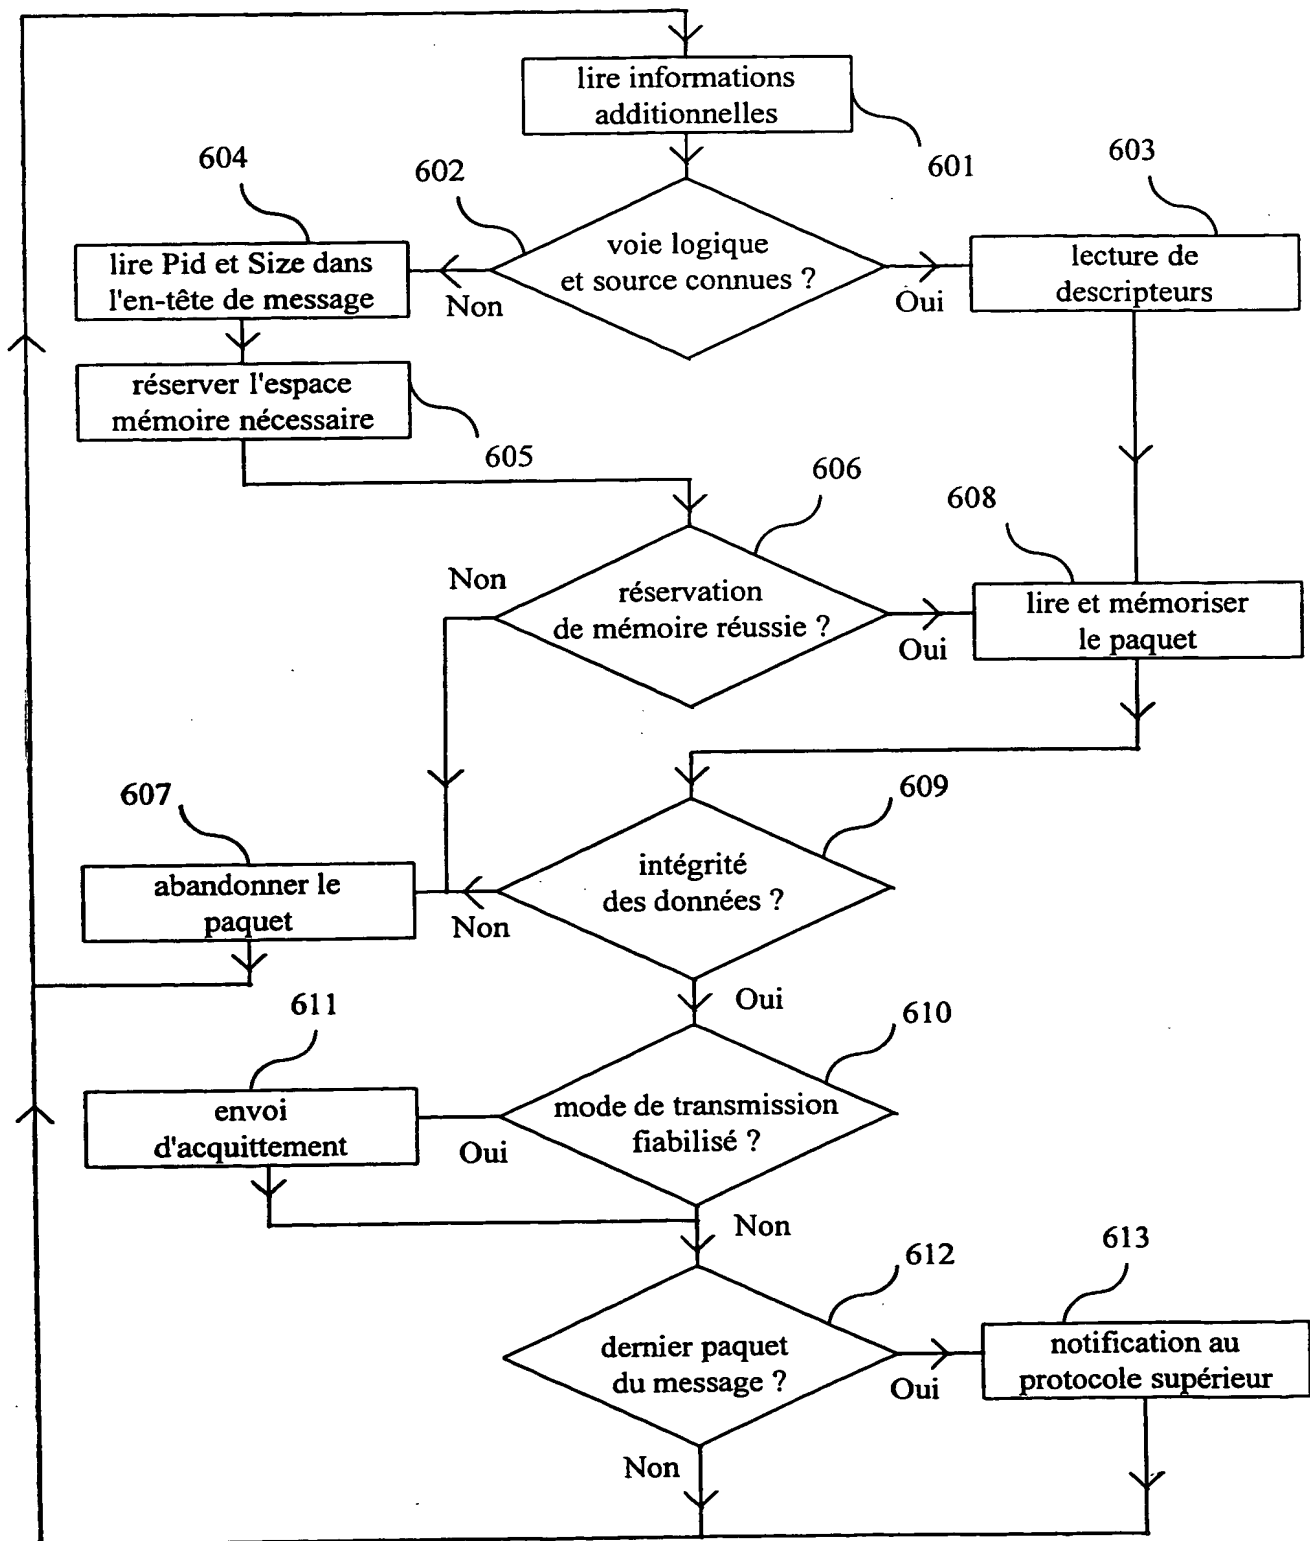 lire informations
additionnelles
601
602
603
604
voie logique
et source connues ?
lire Pid et Size dans
l'en-tête de message
Non
Oui
lecture de
descripteurs
réserver l'espace
mémoire nécessaire
605
606
608
Non
réservation
de mémoire réussie ?
Oui
lire et mémoriser
le paquet
607
609
intégrité
des données ?
abandonner le
paquet
Non
Oui
611
610
envoi
d'acquittement
mode de transmission
fiabilisé ?
Oui
Non
612
613
dernier paquet
du message ?
Oui
notification au
protocole supérieur
Non